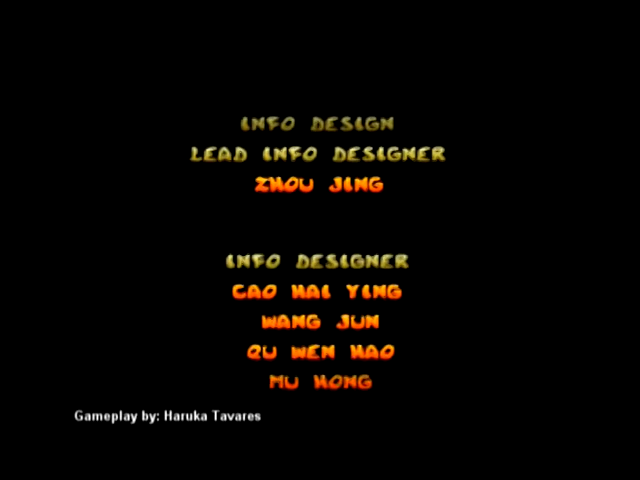 INFO DESIGN
LEAD INFO DESIGNER
ZHOU JING
INFO DESIGNER
CAO HAI YING
WANG JUN
QU WEN HAO
MU HONG
Gameplay by: Haruka Tavares